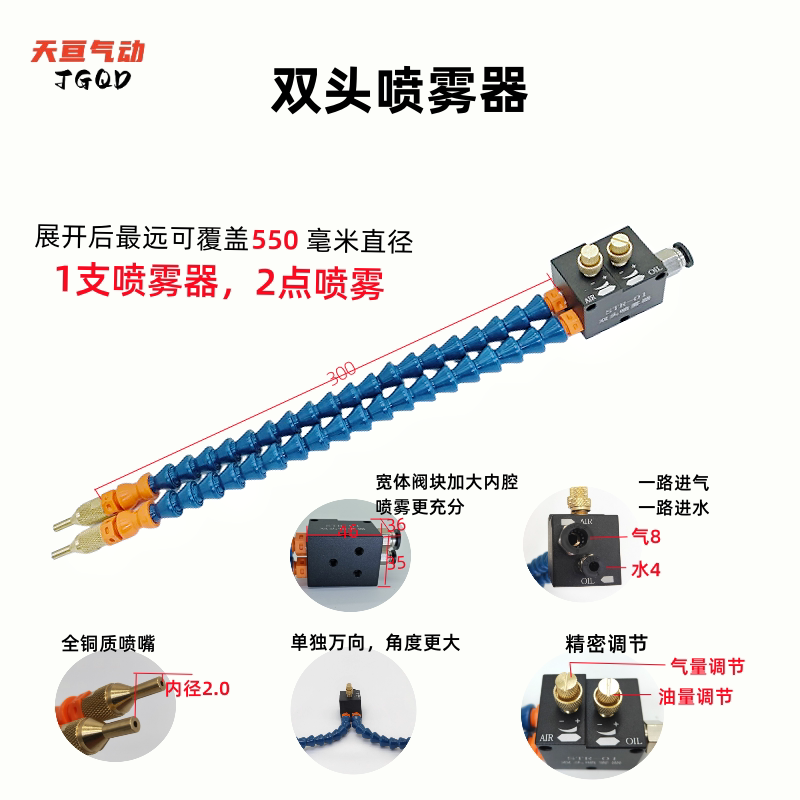 天亘气动
JGQD
双头喷雾器
展开后最远可覆盖550 毫米直径
1支喷雾器，2点喷雾
AIR
OIL
300
宽体阀块加大内腔
喷雾更充分
36
46
35
一路进气
一路进水
AIR
气8
水4
OIL
全铜质喷嘴
内径2.0
单独万向，角度更大
精密调节
气量调节
油量调节
AIR
OIL